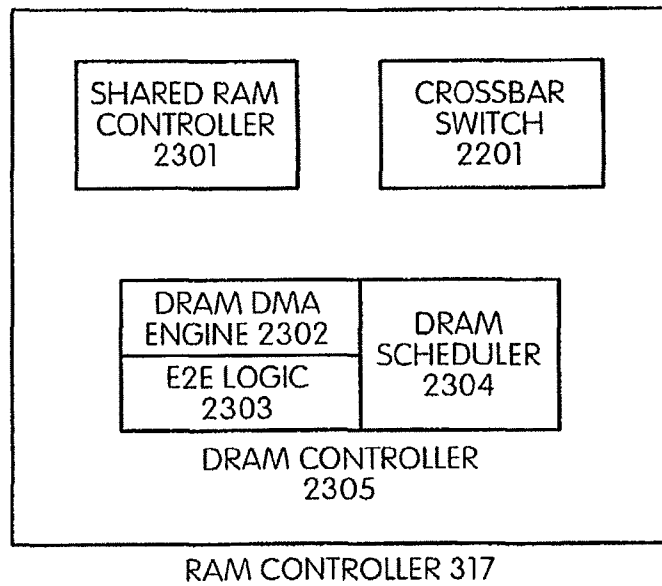 SHARED RAM
CONTROLLER
2301
CROSSBAR
SWITCH
2201
DRAM DMA
ENGINE 2302
E2E LOGIC
2303
DRAM
SCHEDULER
2304
DRAM CONTROLLER
2305
RAM CONTROLLER 317